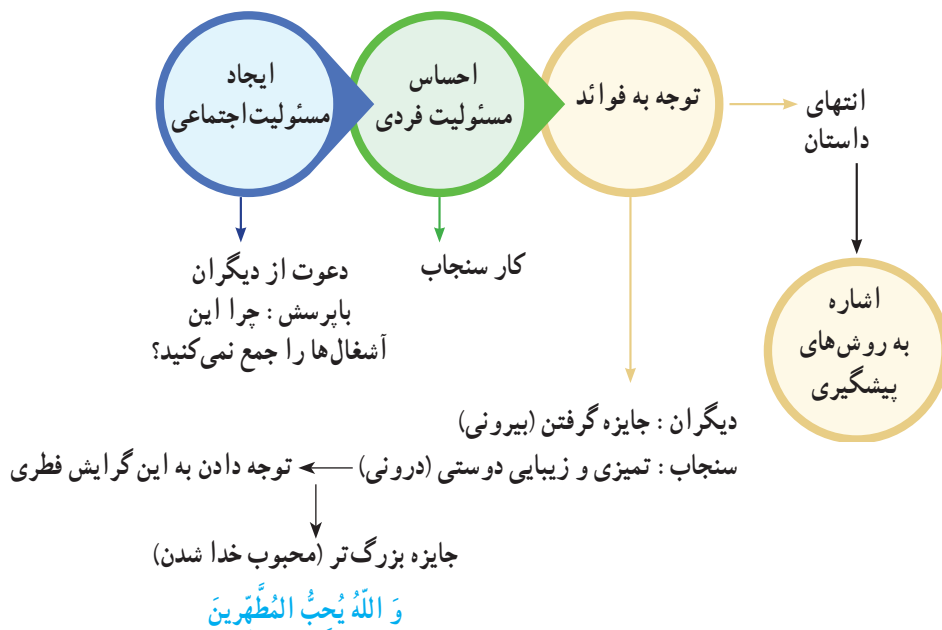 ایجاد
مسئولیت اجتماعی
احساس
مسئولیت فردی
توجه به فوائد
انتهای
داستان
دعوت از دیگران
باپرسش : چرا این
آشغال‌ها را جمع نمی‌کنید؟
کار سنجاب
اشاره
به روش‌های
پیشگیری
دیگران : جایزه گرفتن (بیرونی)
سنجاب : تمیزی و زیبایی دوستی (درونی)
توجه دادن به این گرایش فطری
جایزه بزرگ‌تر (محبوب خدا شدن)
وَ اللّهُ یُحِبُّ المُطَّهِّرینَ